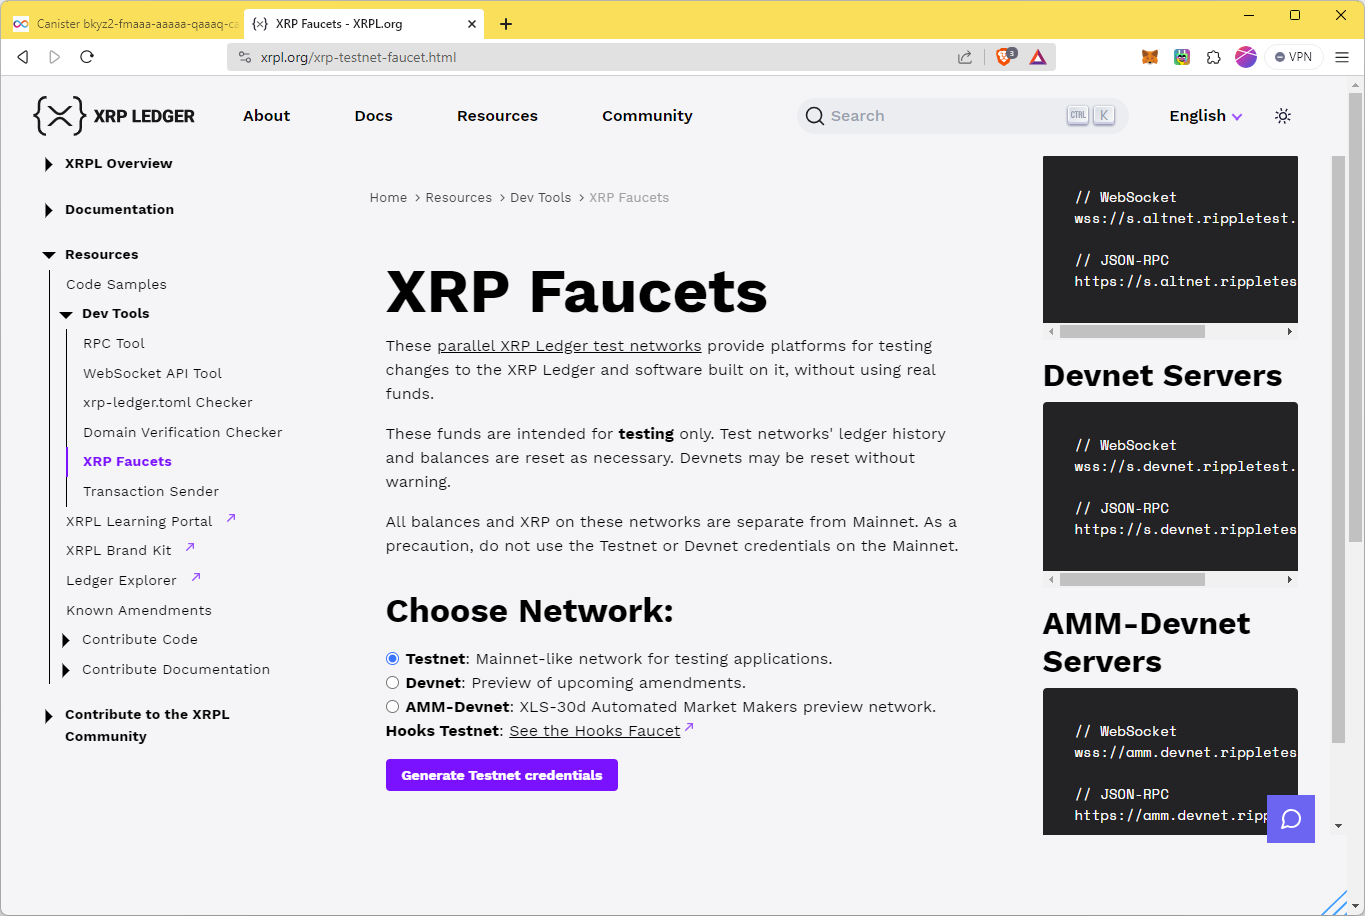 Canister bkyz2-fmaaa-aaaaa-qaaaq-ca
XRP Faucets - XRPL.org
xrpl.org/xrp-testnet-faucet.html
3
VPN
XRP LEDGER
About
Docs
Resources
Community
Search
CTRL
K
English
XRPL Overview
Documentation
Resources
Code Samples
Dev Tools
RPC Tool
WebSocket API Tool
xrp-ledger.toml Checker
Domain Verification Checker
XRP Faucets
Transaction Sender
XRPL Learning Portal
XRPL Brand Kit
Ledger Explorer
Known Amendments
Contribute Code
Contribute Documentation
Contribute to the XRPL
Community
Home > Resources > Dev Tools > XRP Faucets
XRP Faucets
These parallel XRP Ledger test networks provide platforms for testing
changes to the XRP Ledger and software built on it, without using real
funds.
These funds are intended for testing only. Test networks' ledger history
and balances are reset as necessary. Devnets may be reset without
warning.
All balances and XRP on these networks are separate from Mainnet. As a
precaution, do not use the Testnet or Devnet credentials on the Mainnet.
Choose Network:
Testnet: Mainnet-like network for testing applications.
Devnet: Preview of upcoming amendments.
AMM-Devnet: XLS-30d Automated Market Makers preview network.
Hooks Testnet: See the Hooks Faucet
Generate Testnet credentials
// WebSocket
wss://s.altnet.rippletest.
// JSON-RPC
https://s.altnet.rippletes
Devnet Servers
// WebSocket
wss://s.devnet.rippletest.
// JSON-RPC
https://s.devnet.rippletes
AMM-Devnet
Servers
// WebSocket
wss://amm.devnet.rippletes
// JSON-RPC
https://amm.devnet.ripp